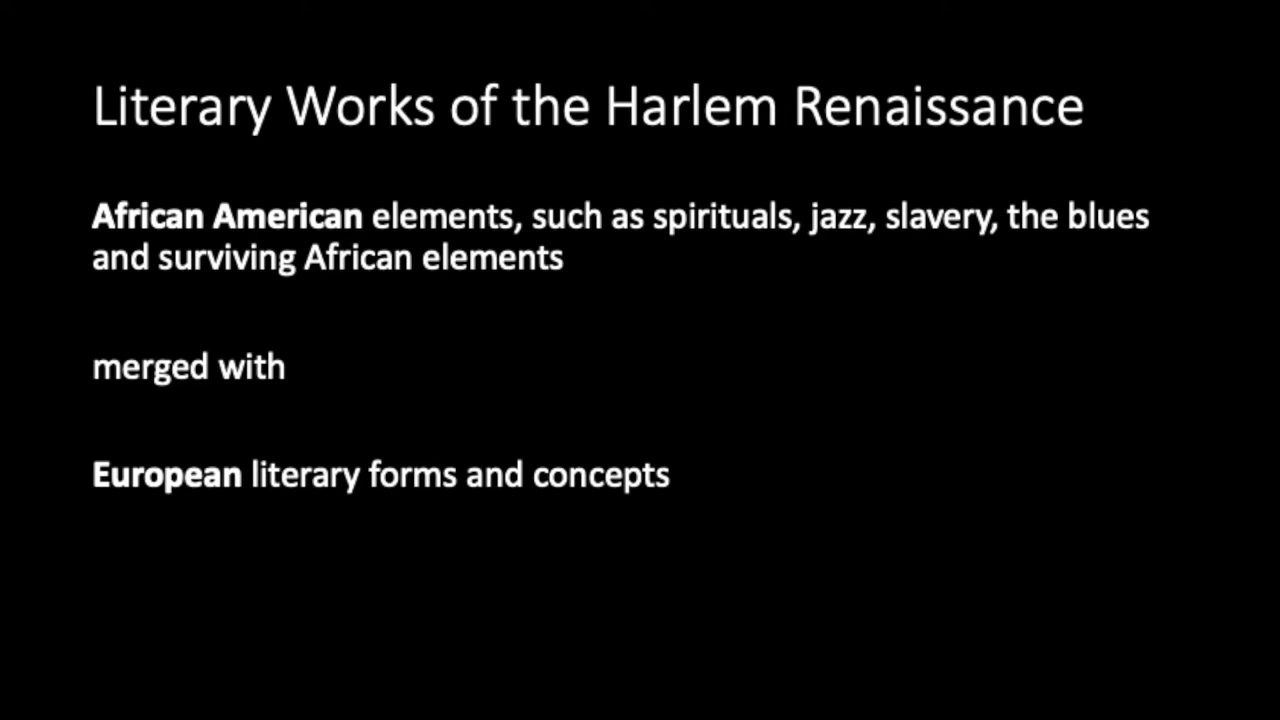 Literary Works of the Harlem Renaissance
African American elements, such as spirituals, jazz, slavery, the blues
and surviving African elements
merged with
European literary forms and concepts